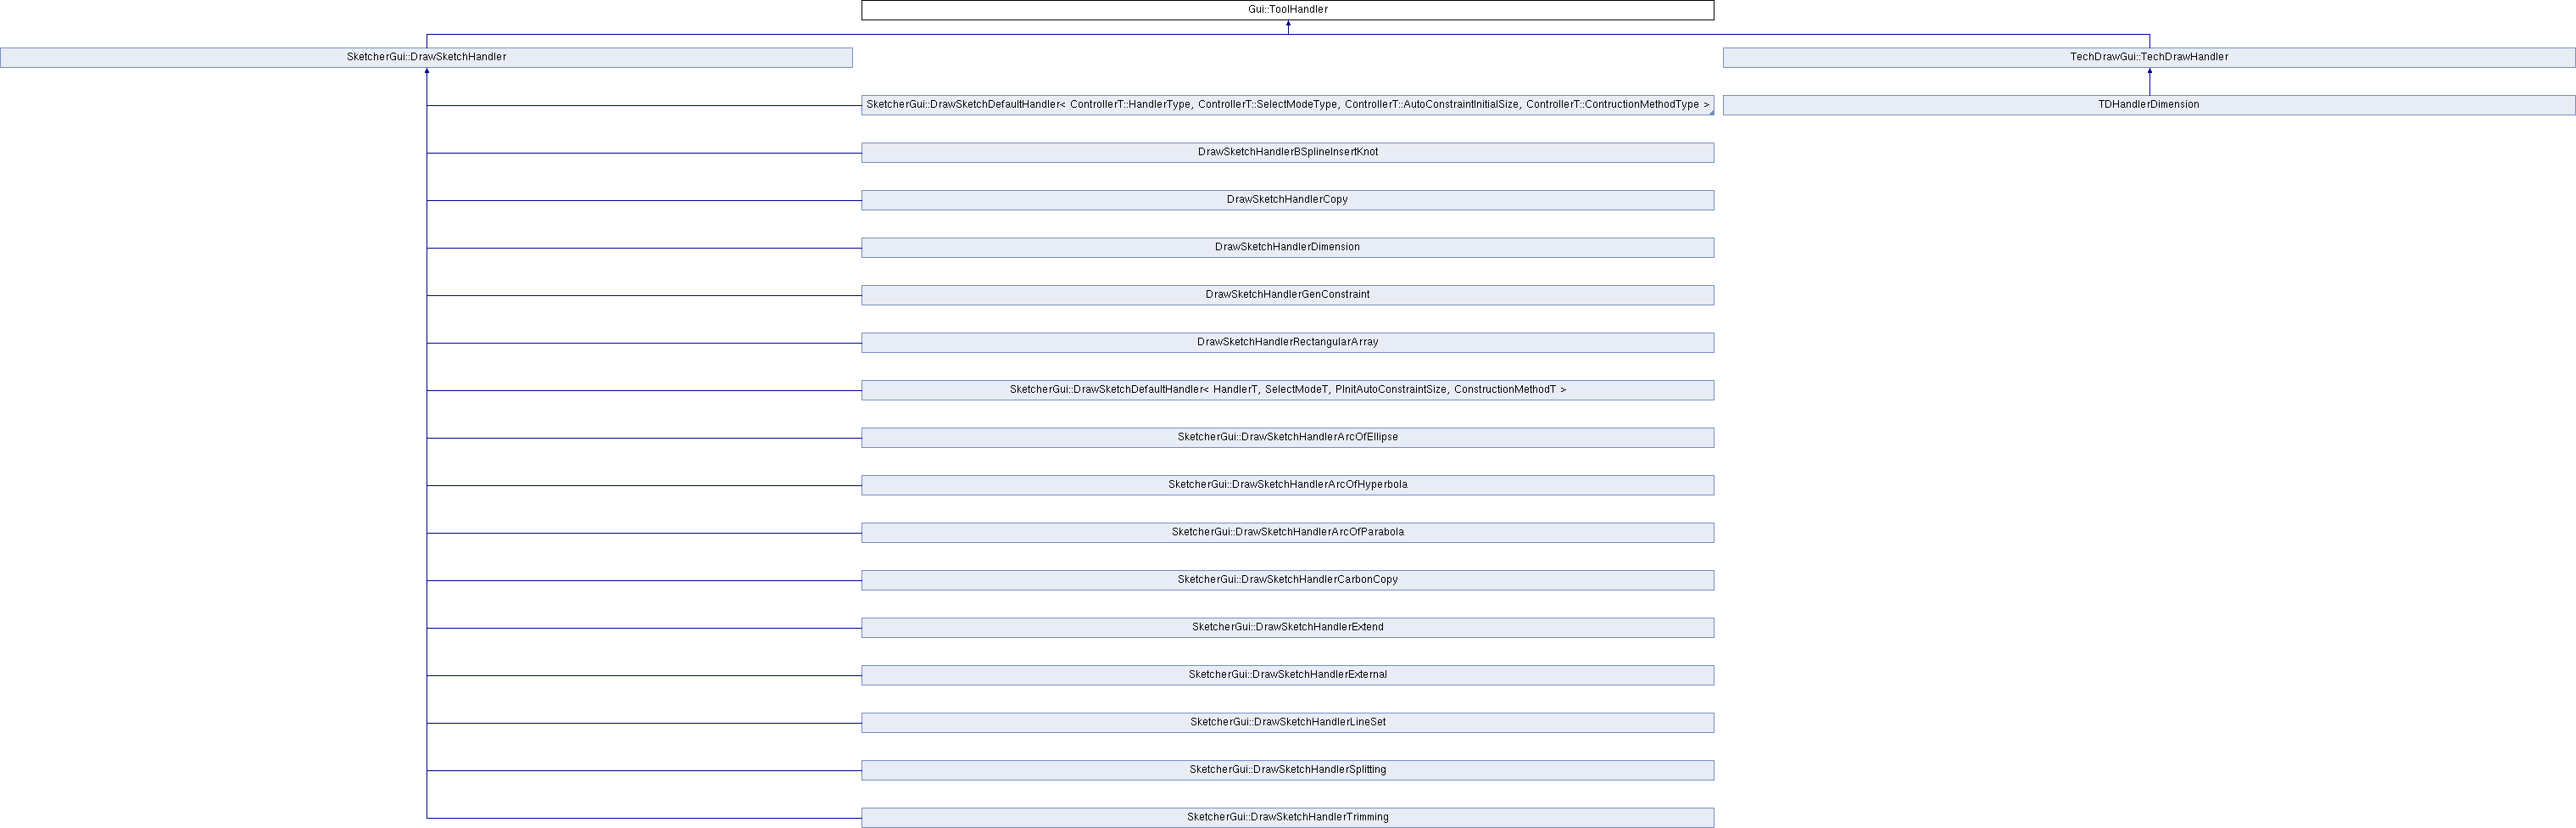 Gui::ToolHandler
SketcherGui::DrawSketchHandler
TechDrawGui::TechDrawHandler
SketcherGui::DrawSketchDefaultHandler< ControllerT::HandlerType, ControllerT::SelectModeType, ControllerT::AutoConstraintInitialSize, ControllerT::ContructionMethodType >
TDHandlerDimension
DrawSketchHandlerBSplineInsertKnot
DrawSketchHandlerCopy
DrawSketchHandlerDimension
DrawSketchHandlerGenConstraint
DrawSketchHandlerRectangularArray
SketcherGui::DrawSketchDefaultHandler< HandlerT, SelectModeT, PInitAutoConstraintSize, ConstructionMethodT >
SketcherGui::DrawSketchHandlerArcOfEllipse
SketcherGui::DrawSketchHandlerArcOfHyperbola
SketcherGui::DrawSketchHandlerArcOfParabola
SketcherGui::DrawSketchHandlerCarbonCopy
SketcherGui::DrawSketchHandlerExtend
SketcherGui::DrawSketchHandlerExternal
SketcherGui::DrawSketchHandlerLineSet
SketcherGui::DrawSketchHandlerSplitting
SketcherGui::DrawSketchHandlerTrimming